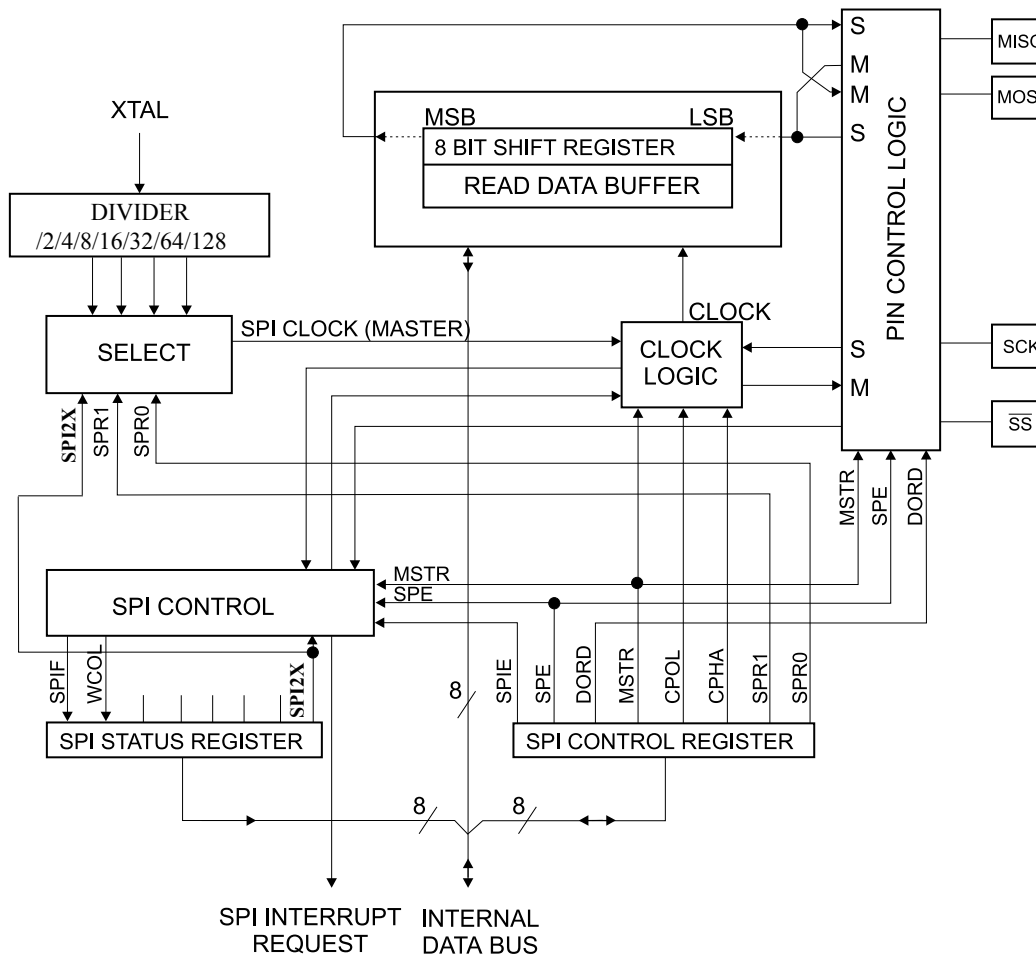 S
MISO
M
MOSI
M
S
MSB
LSB
8 BIT SHIFT REGISTER
READ DATA BUFFER
PIN CONTROL LOGIC
XTAL
DIVIDER
/2/4/8/16/32/64/128
SPI CLOCK (MASTER)
SELECT
CLOCK
CLOCK
LOGIC
S
M
SCK
SS
SPI2X
SPR1
SPR0
MSTR
SPE
DORD
SPI CONTROL
MSTR
SPE
SPIF
WCOL
SPI2X
8
SPIE
SPE
DORD
MSTR
CPOL
CPHA
SPR1
SPR0
SPI STATUS REGISTER
SPI CONTROL REGISTER
8
8
SPI INTERRUPT
REQUEST
INTERNAL
DATA BUS